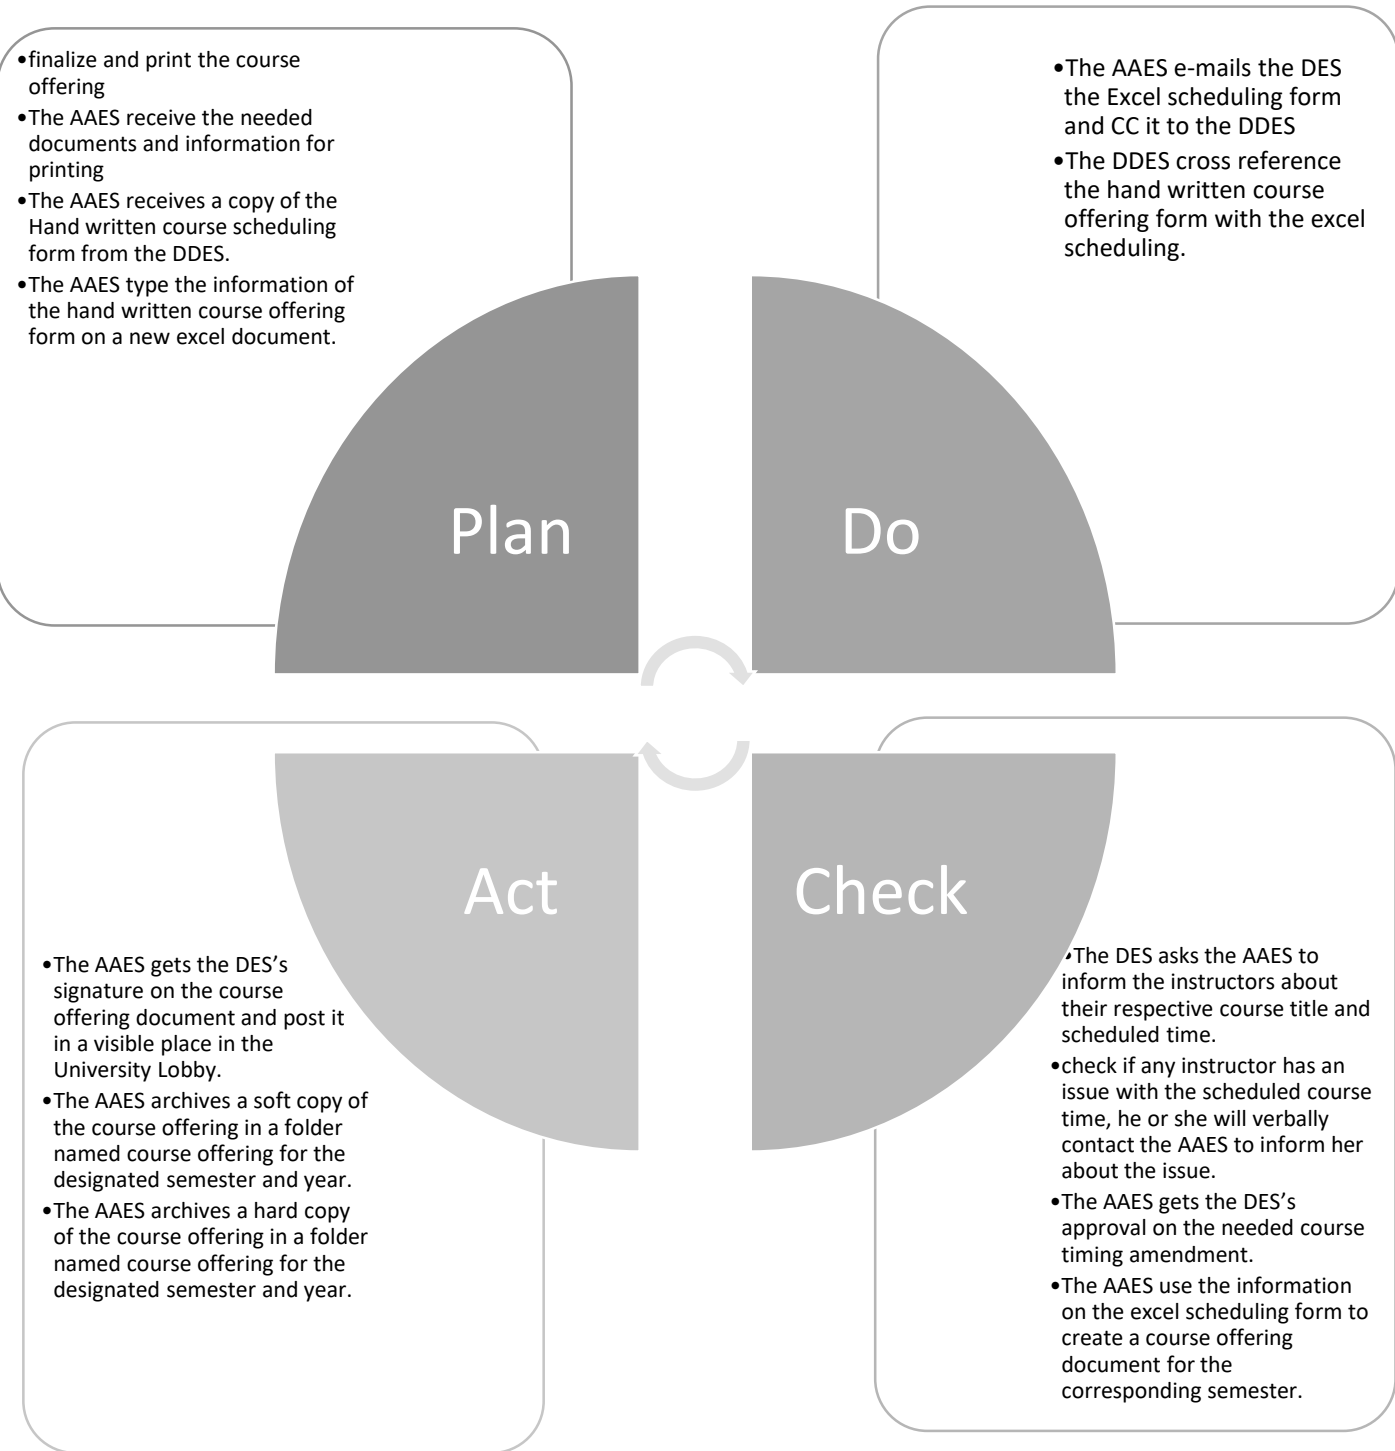 •finalize and print the course
offering
•The AAES receive the needed
documents and information for
printing
•The AAES receives a copy of the
Hand written course scheduling
form from the DDES.
•The AAES type the information of
the hand written course offering
form on a new excel document.
•The AAES e-mails the DES
the Excel scheduling form
and CC it to the DDES
•The DDES cross reference
the hand written course
offering form with the excel
scheduling.
Plan
Do
Act
Check
•The AAES gets the DES’s
signature on the course
offering document and post it
in a visible place in the
University Lobby.
•The AAES archives a soft copy of
the course offering in a folder
named course offering for the
designated semester and year.
•The AAES archives a hard copy
of the course offering in a folder
named course offering for the
designated semester and year.
•The DES asks the AAES to
inform the instructors about
their respective course title and
scheduled time.
•check if any instructor has an
issue with the scheduled course
time, he or she will verbally
contact the AAES to inform her
about the issue.
•The AAES gets the DES’s
approval on the needed course
timing amendment.
•The AAES use the information
on the excel scheduling form to
create a course offering
document for the
corresponding semester.